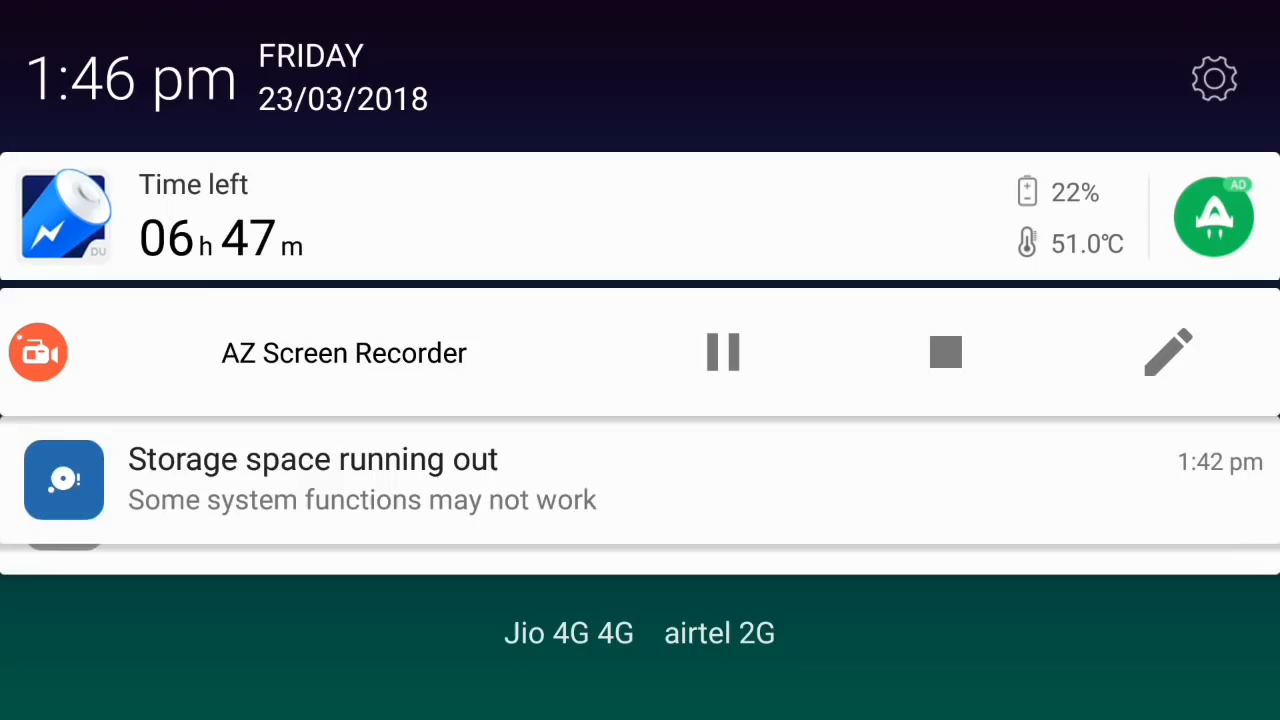 1:46 pm
FRIDAY
23/03/2018
Time left
06 h 47 m
22%
51.0℃
AD
DU
AZ Screen Recorder
Storage space running out
1:42 pm
Some system functions may not work
Jio 4G 4G airtel 2G